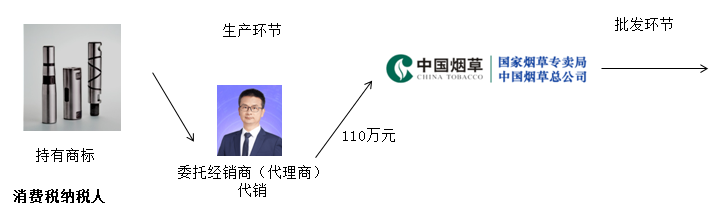 生产环节
批发环节
中国烟草
CHINA TOBACCO
国家烟草专卖局
中国烟草总公司
110万元
持有商标
委托经销商（代理商）
代销
消费税纳税人